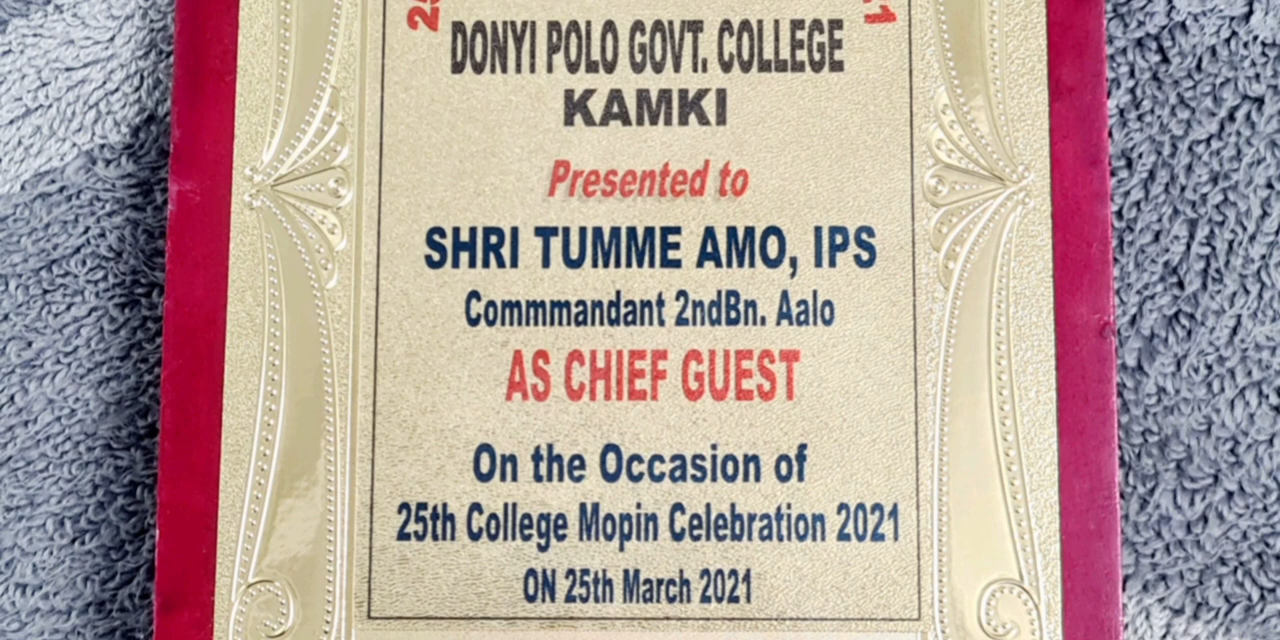 DONYI POLO GOVT. COLLEGE
KAMKI
Presented to
SHRI TUMME AMO, IPS
Commmandant 2ndBn. Aalo
AS CHIEF GUEST
On the Occasion of
25th College Mopin Celebration 2021
ON 25th March 2021